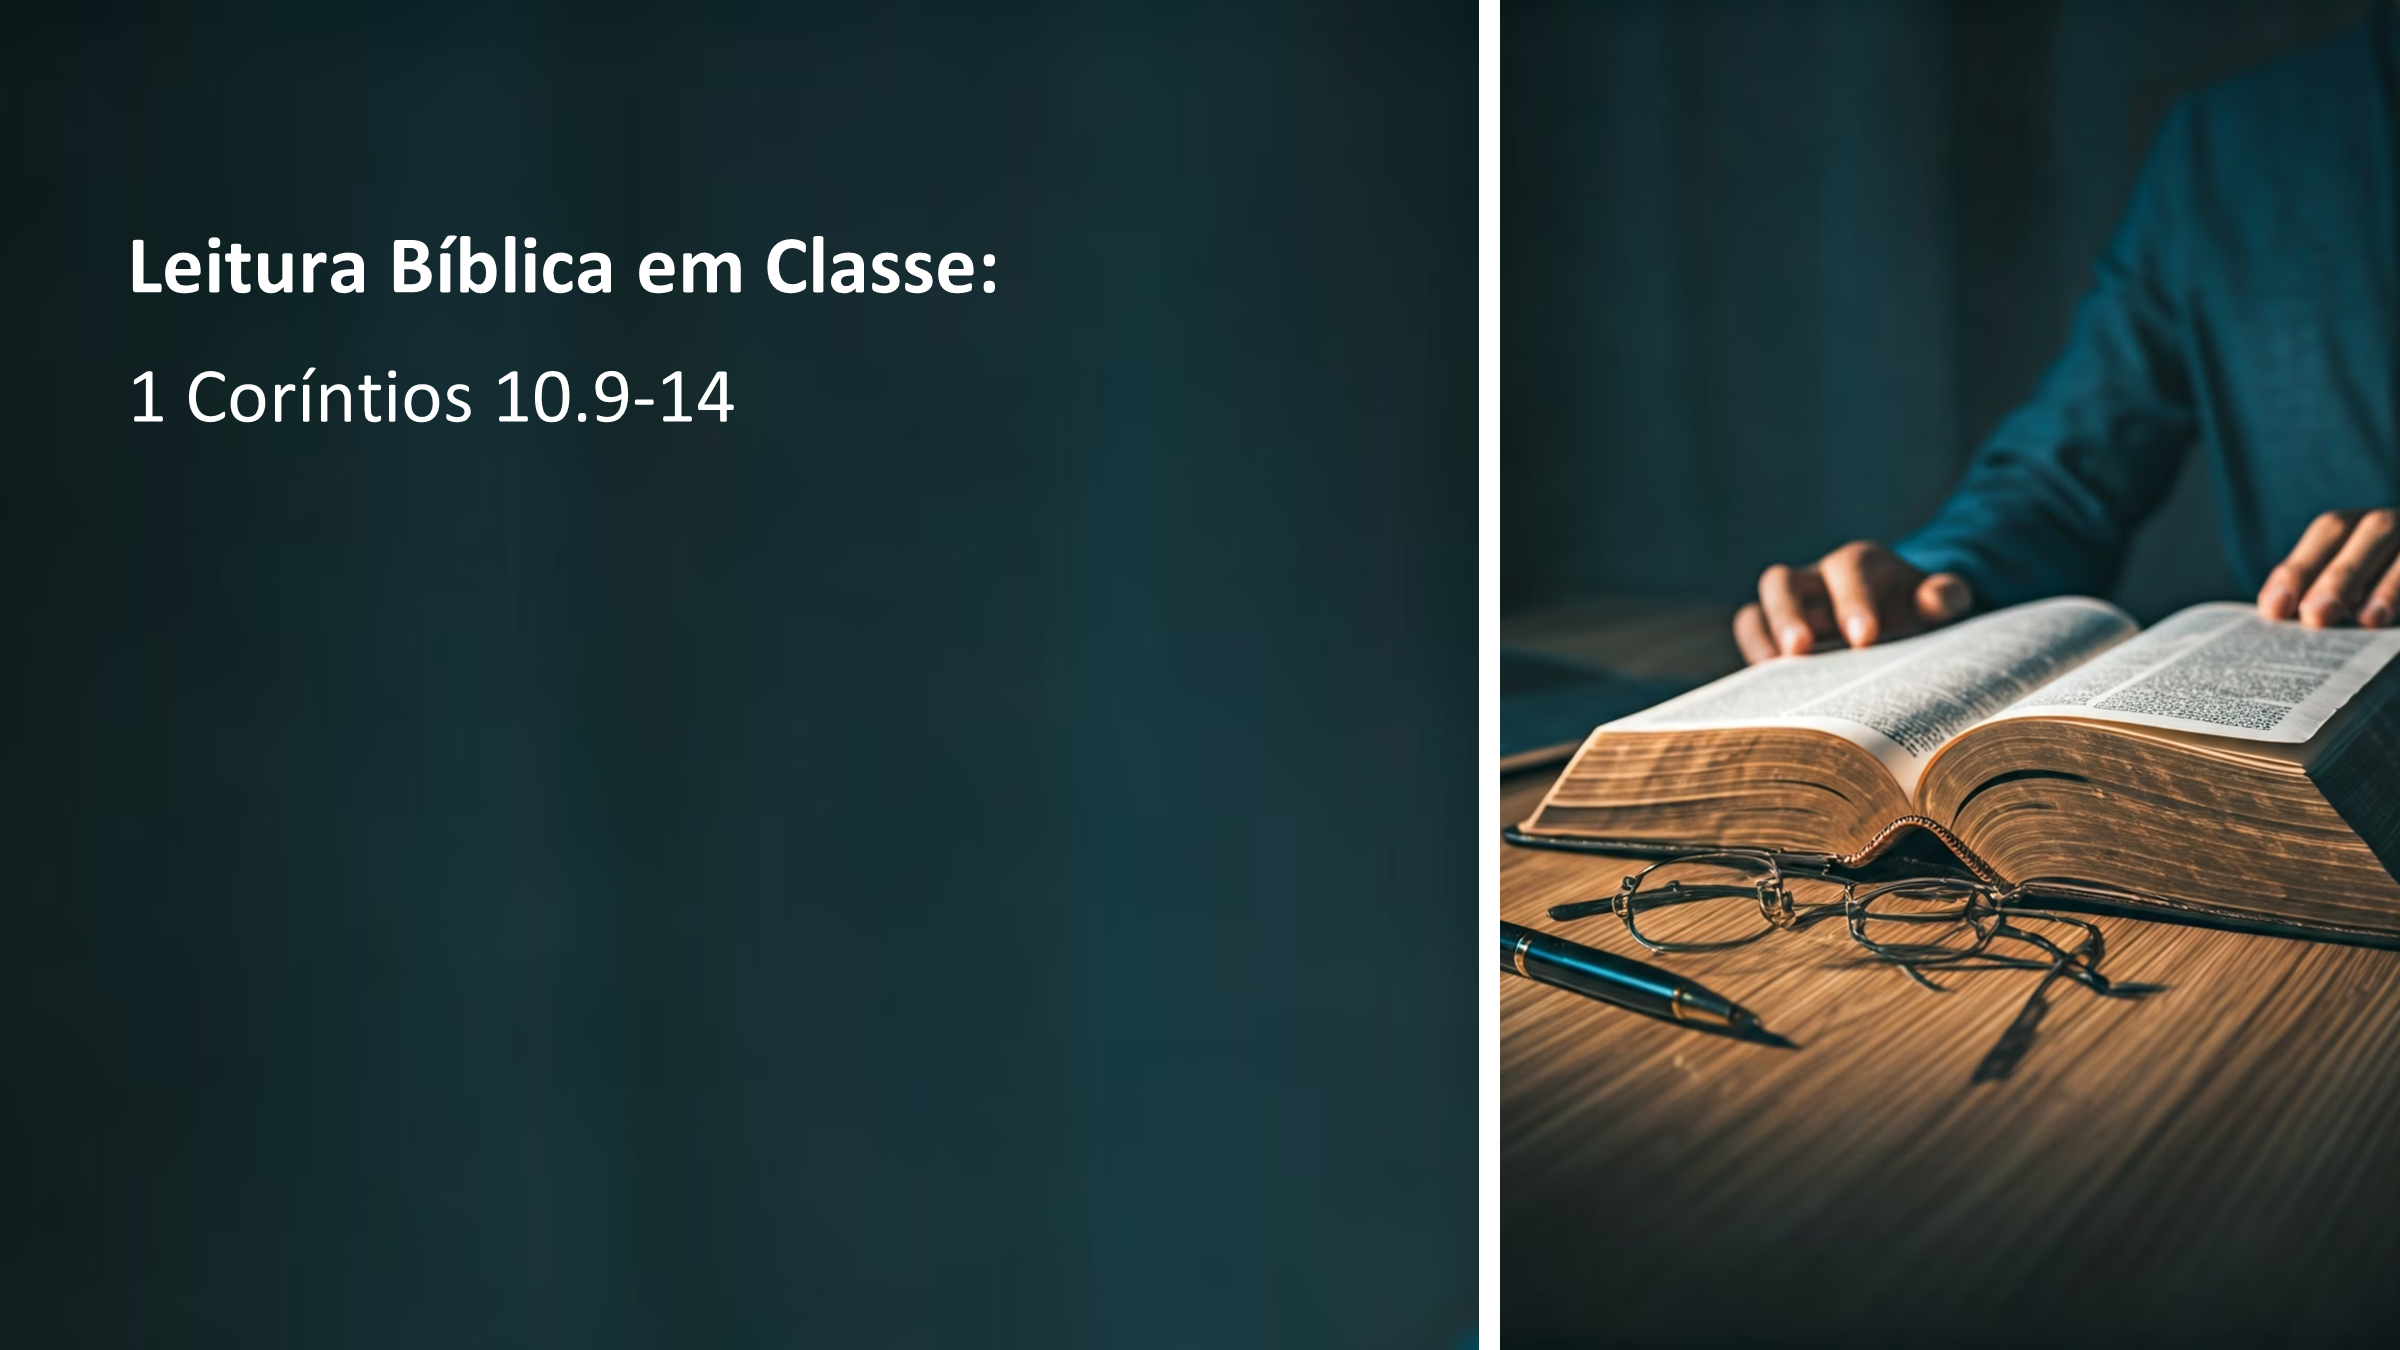 Leitura Bíblica em Classe:
1 Coríntios 10.9-14